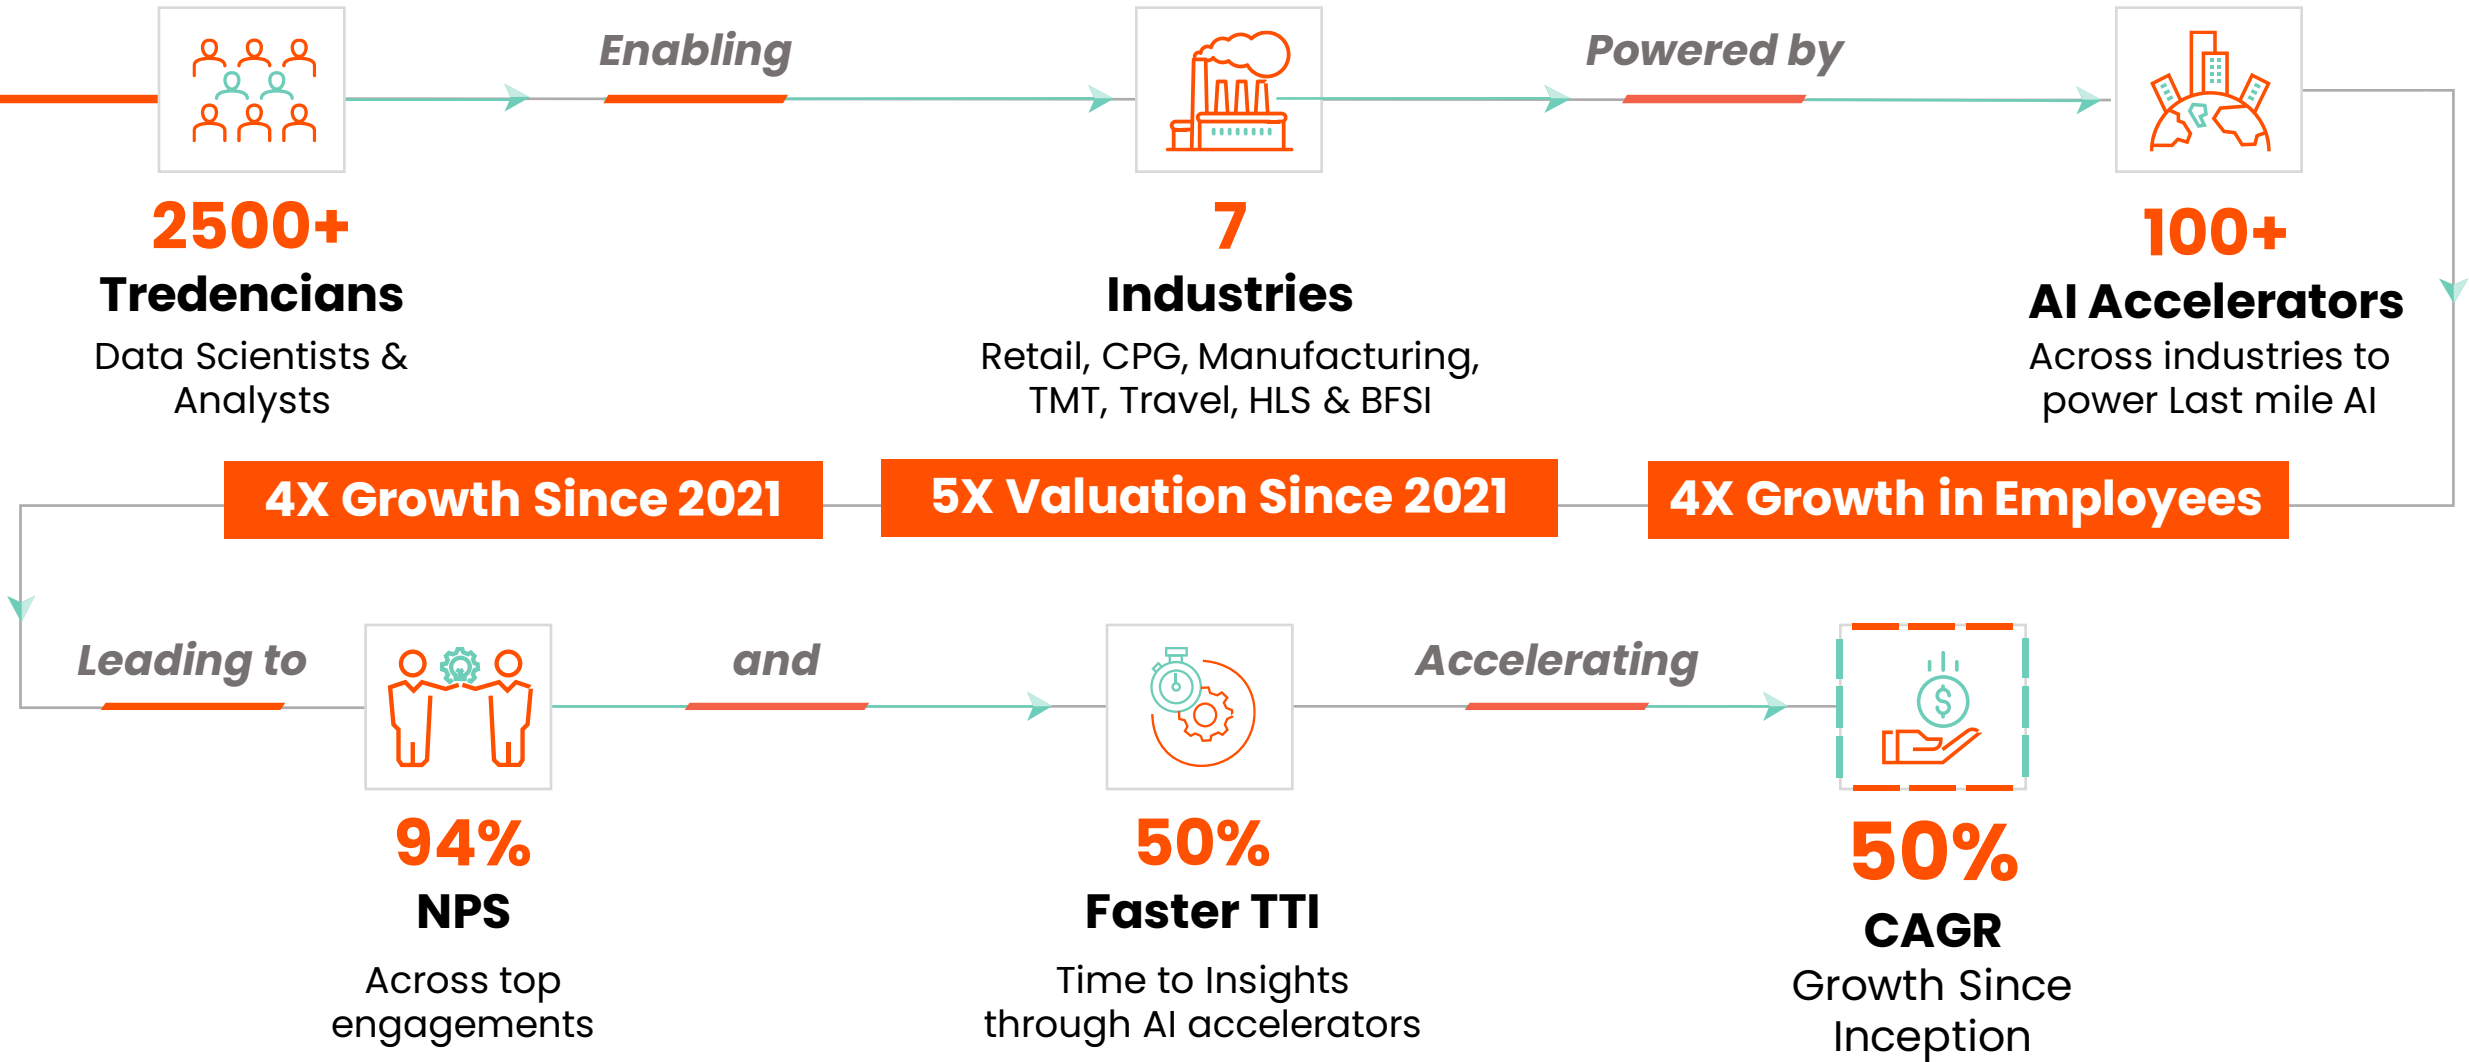 Enabling
Powered by
2500+
Tredencians
Data Scientists &
Analysts
7
Industries
Retail, CPG, Manufacturing,
TMT, Travel, HLS & BFSI
100+
AI Accelerators
Across industries to
power Last mile AI
4X Growth Since 2021
5X Valuation Since 2021
4X Growth in Employees
Leading to
and
Accelerating
94%
NPS
Across top
engagements
50%
Faster TTI
Time to Insights
through AI accelerators
50%
CAGR
Growth Since
Inception